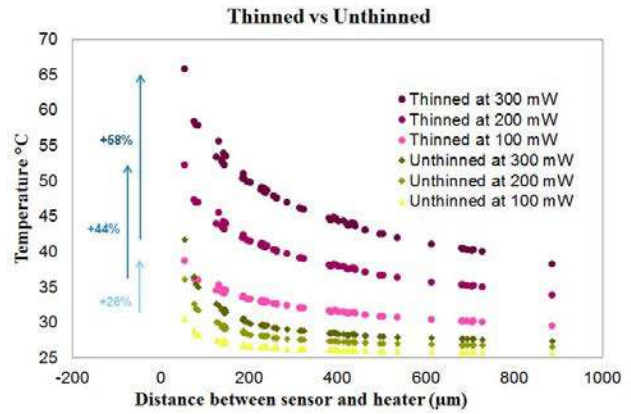 Thinned vs Unthinned
Temperature °C
70
65
60
55
50
45
40
35
30
25
+58%
+44%
+26%
Thinned at 300 mW
Thinned at 200 mW
Thinned at 100 mW
Unthinned at 300 mW
Unthinned at 200 mW
Unthinned at 100 mW
-200 0 200 400 600 800 1000
Distance between sensor and heater (μm)